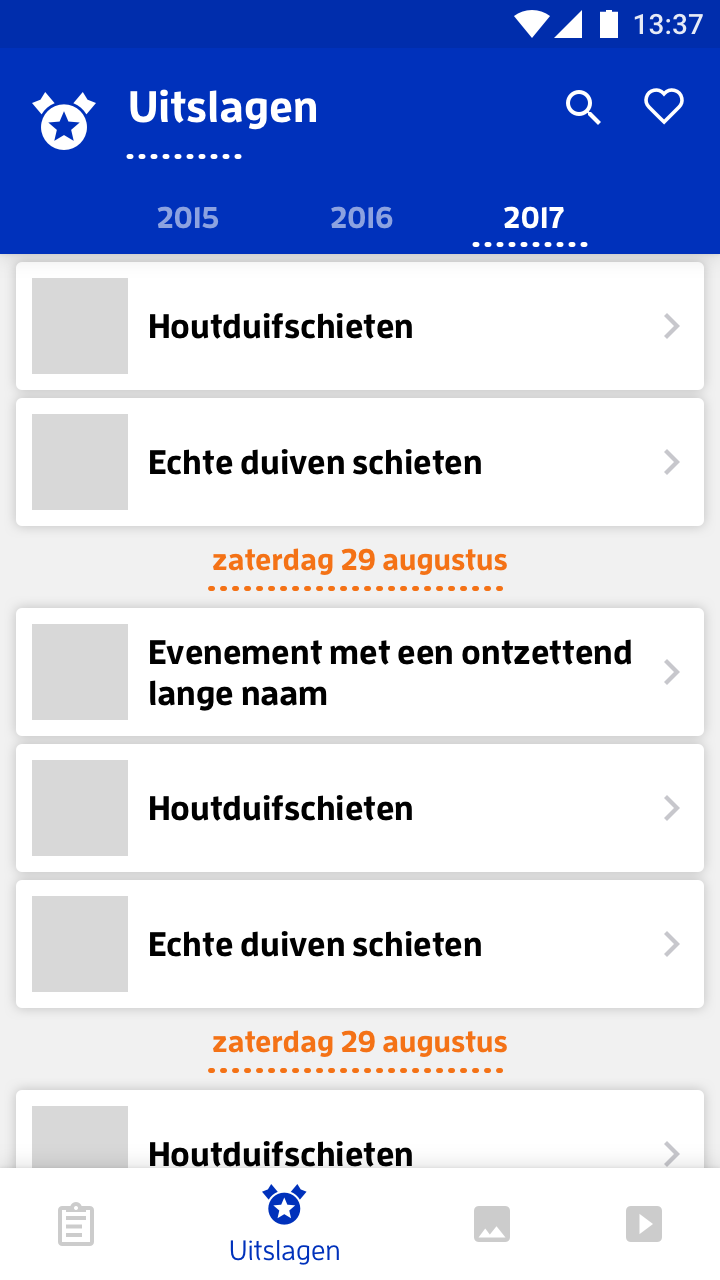 13:37
Uitslagen
2015 2016 2017
Houtduifschieten
Echte duiven schieten
zaterdag 29 augustus
Evenement met een ontzettend
lange naam
Houtduifschieten
Echte duiven schieten
zaterdag 29 augustus
Houtduifschieten
Uitslagen